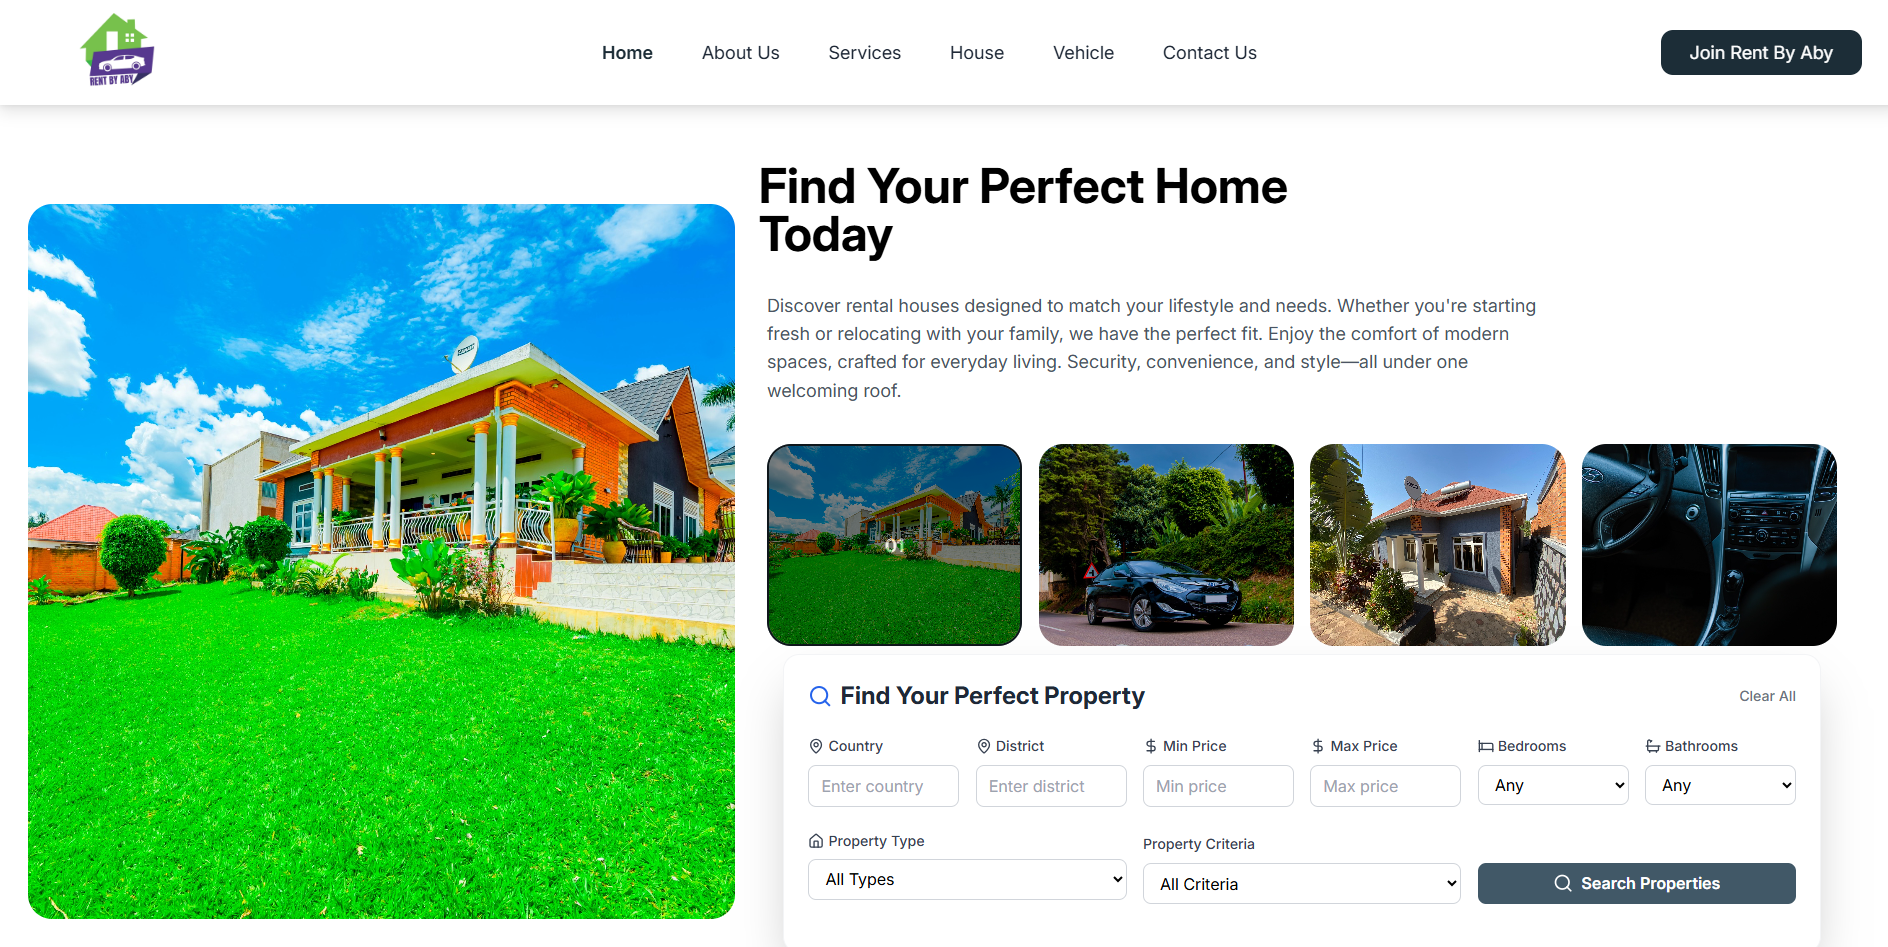 RENT BY ABY
Home
About Us
Services
House
Vehicle
Contact Us
Join Rent By Aby
Find Your Perfect Home
Today
Discover rental houses designed to match your lifestyle and needs. Whether you're starting
fresh or relocating with your family, we have the perfect fit. Enjoy the comfort of modern
spaces, crafted for everyday living. Security, convenience, and style—all under one
welcoming roof.
01
Find Your Perfect Property
Clear All
Country
District
Min Price
Max Price
Bedrooms
Bathrooms
Enter country
Enter district
Min price
Max price
Any
Any
Property Type
Property Criteria
All Types
All Criteria
Search Properties